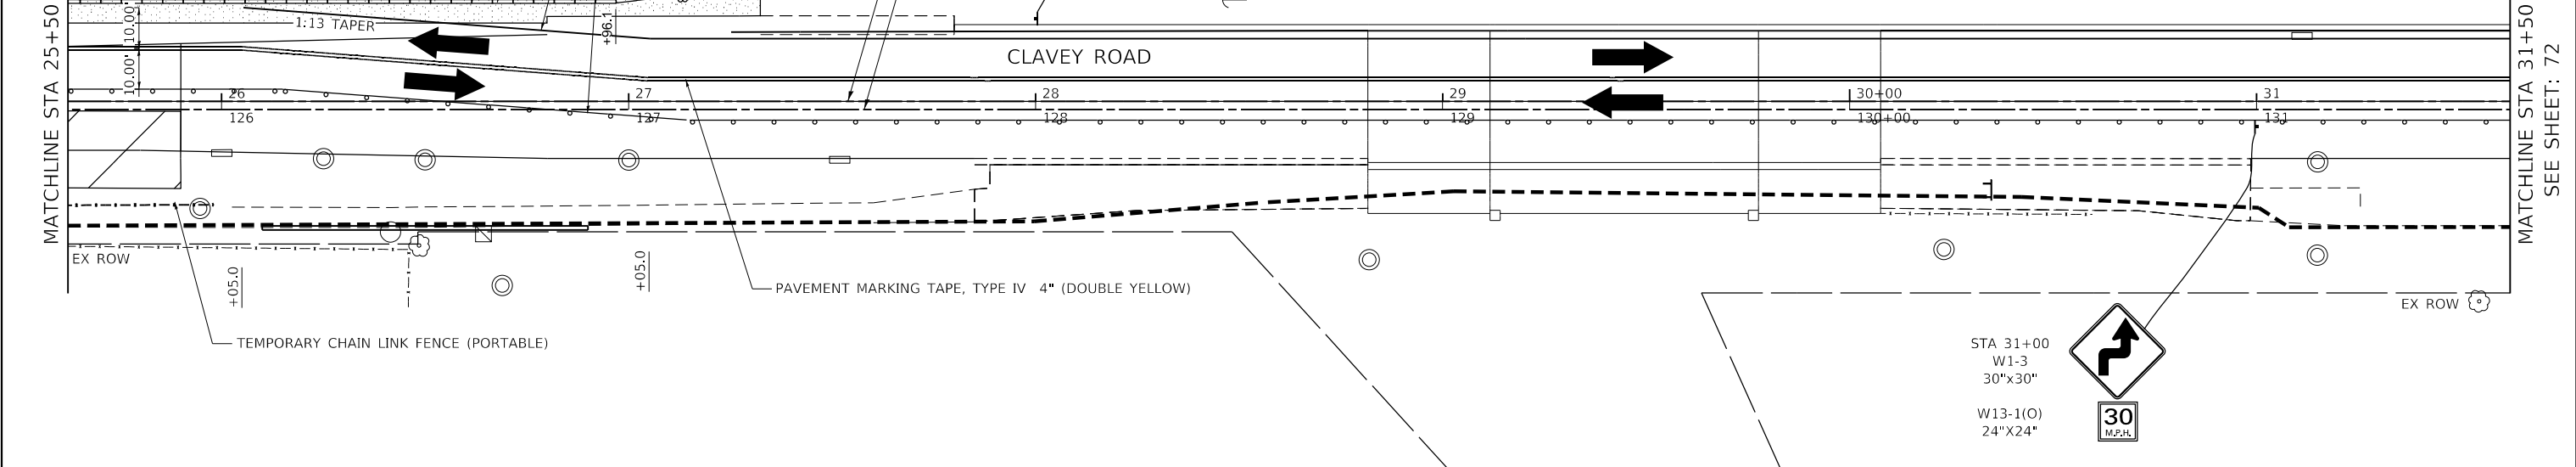 MATCHLINE STA 25+50
10.00'
10.00'
1:13 TAPER
+96.1
CLAVEY ROAD
26
27
28
29
30+00
31
126
127
128
129
130+00
131
EX ROW
+05.0
+05.0
PAVEMENT MARKING TAPE, TYPE IV 4" (DOUBLE YELLOW)
TEMPORARY CHAIN LINK FENCE (PORTABLE)
EX ROW
STA 31+00
W1-3
30"x30"
W13-1(O)
24"X24"
30
M.P.H.
MATCHLINE STA 31+50
SEE SHEET: 72